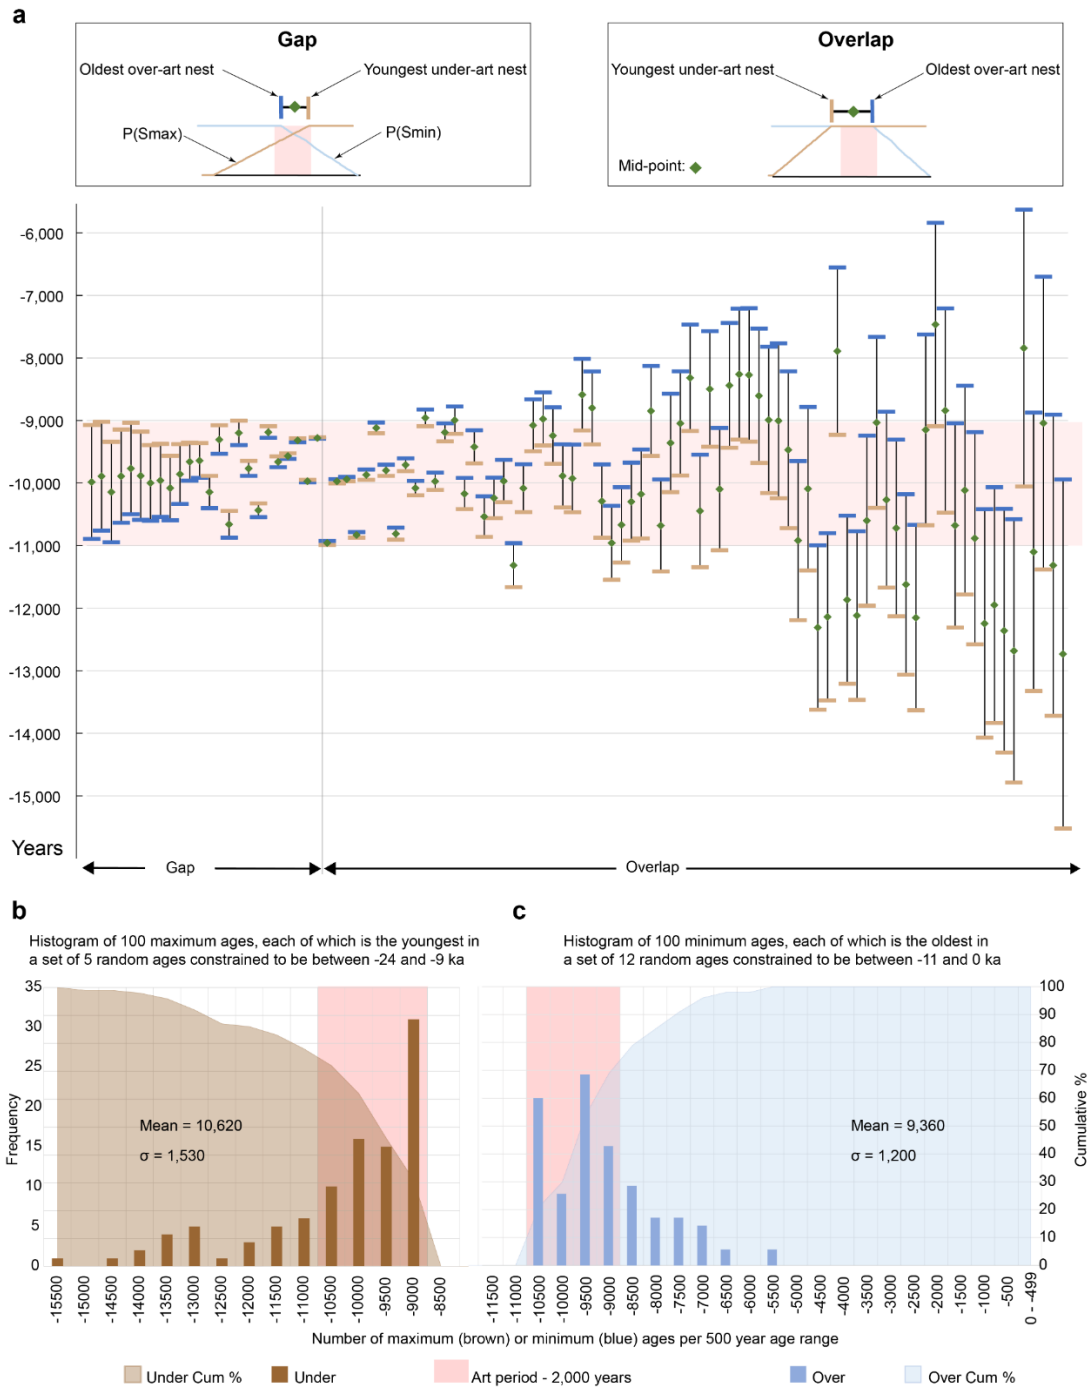 a
Gap
Oldest over-art nest
Youngest under-art nest
P(Smax)
P(Smin)
Overlap
Youngest under-art nest
Oldest over-art nest
Mid-point:
-6,000
-7,000
-8,000
-9,000
-10,000
-11,000
-12,000
-13,000
-14,000
-15,000
Years
Gap
Overlap
b
Histogram of 100 maximum ages, each of which is the youngest in
a set of 5 random ages constrained to be between -24 and -9 ka
35
30
25
20
15
10
5
0
Frequency
Mean = 10,620
σ = 1,530
-15500
-15000
-14500
-14000
-13500
-13000
-12500
-12000
-11500
-11000
-10500
-10000
-9500
-9000
-8500
c
Histogram of 100 minimum ages, each of which is the oldest in
a set of 12 random ages constrained to be between -11 and 0 ka
Mean = 9,360
σ = 1,200
100
90
80
70
60
50
40
30
20
10
0
Cumulative %
-11500
-11000
-10500
-10000
-9500
-9000
-8500
-8000
-7500
-7000
-6500
-6000
-5500
-5000
-4500
-4000
-3500
-3000
-2500
-2000
-1500
-1000
-500
0 – -499
Number of maximum (brown) or minimum (blue) ages per 500 year age range
Under Cum %
Under
Art period - 2,000 years
Over
Over Cum %